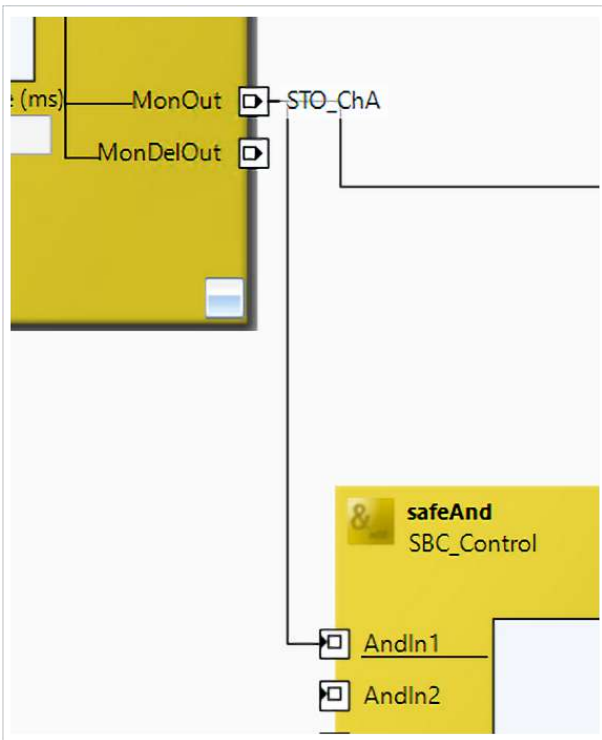 e (ms)
MonOut
STO_ChA
MonDelOut
&
safeAnd
SBC_Control
AndIn1
AndIn2